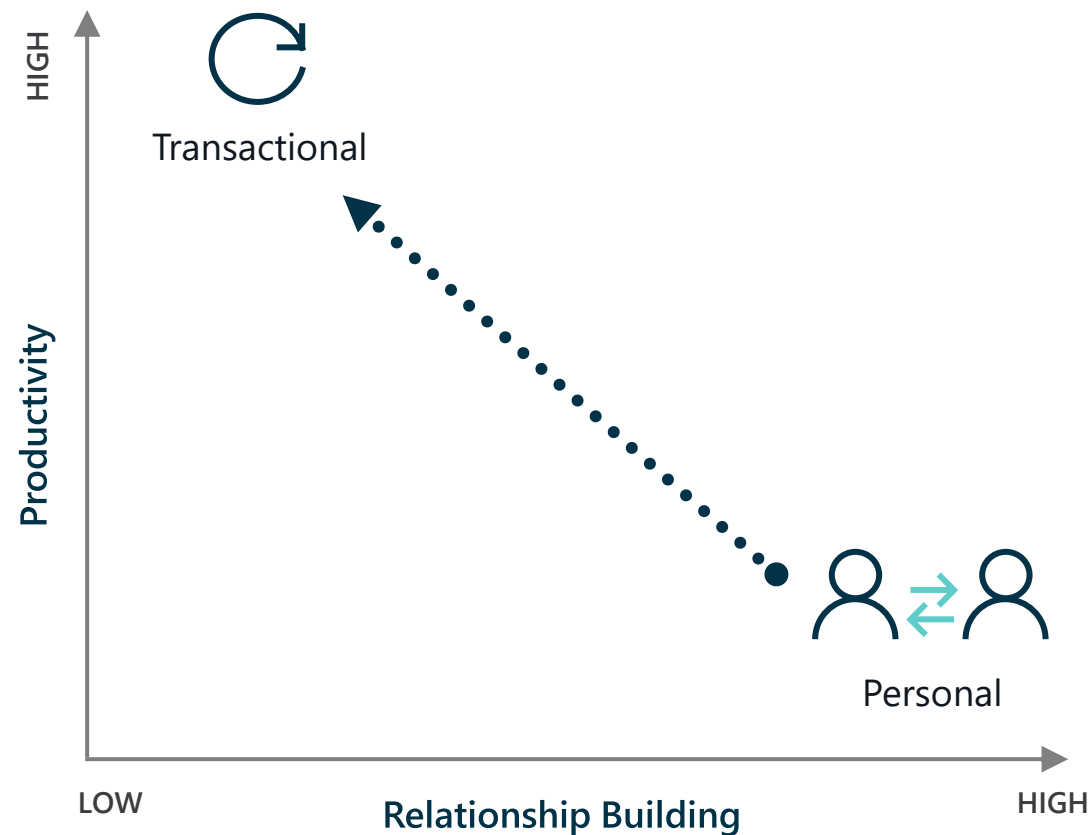 HIGH
Transactional
Productivity
Personal
LOW
Relationship Building
HIGH